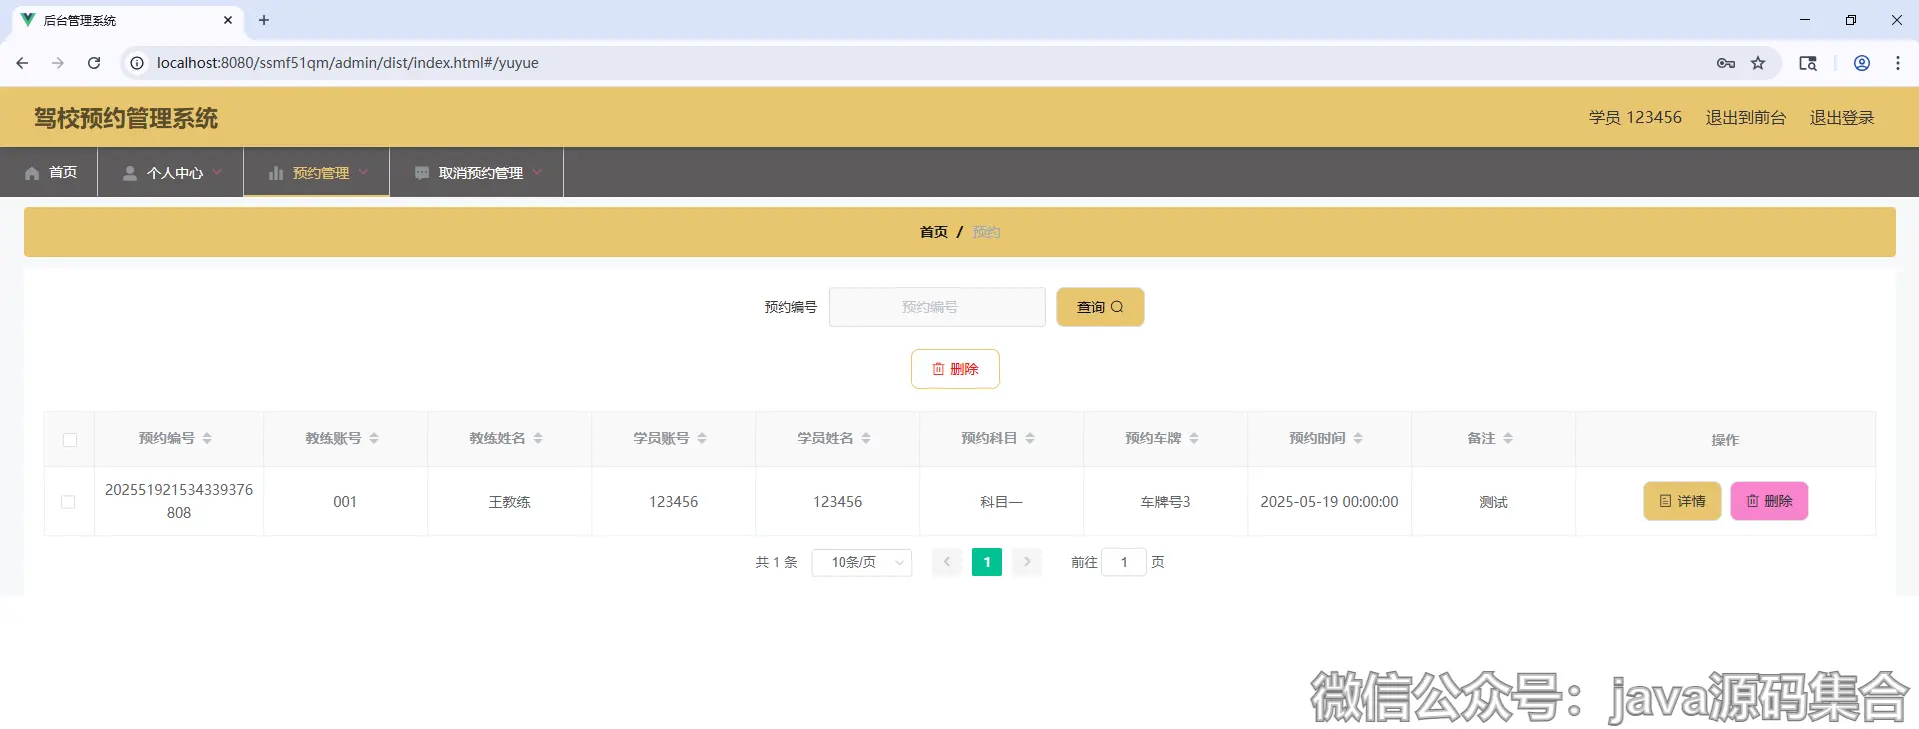 后台管理系统
localhost:8080/ssmf51qm/admin/dist/index.html#/yuyue
驾校预约管理系统
学员 123456 退出到前台 退出登录
首页 个人中心 预约管理 取消预约管理
首页 / 预约
预约编号 预约编号 查询
删除
预约编号 教练账号 教练姓名 学员账号 学员姓名 预约科目 预约车牌 预约时间 备注 操作
202551921534339376
808
001 王教练 123456 123456 科目一 车牌号3 2025-05-19 00:00:00 测试 详情 删除
共 1 条 10条/页 1 前往 1 页
微信公众号：java源码集合